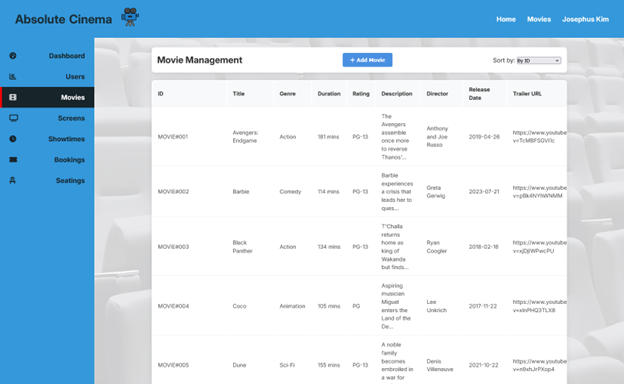 Absolute Cinema
Home Movies Josephus Kim
Dashboard
Users
Movies
Screens
Showtimes
Bookings
Seatings
Movie Management
+ Add Movie
Sort by: By ID
ID Title Genre Duration Rating Description Director Release Date Trailer URL
MOVIE#001
Avengers:
Endgame
Action
181 mins
PG-13
The
Avengers
assemble
once more
to reverse
Thanos'...
Anthony
and Joe
Russo
2019-04-26
https://www.youtube
MOVIE#002
Barbie
Comedy
114 mins
PG-13
Barbie
experiences
a crisis that
leads her to
ques...
Greta
Gerwig
2023-07-21
https://www.youtube
MOVIE#003
Black
Panther
Action
134 mins
PG-13
T'Challa
returns
home as
king of
Wakanda
but finds...
Ryan
Coogler
2018-02-16
https://www.youtube
MOVIE#004
Coco
Animation
105 mins
PG
Aspiring
musician
Miguel
enters the
Land of the
De...
Lee
Unkrich
2017-11-22
https://www.youtube
MOVIE#005
Dune
Sci-Fi
155 mins
PG-13
A noble
family
becomes
embroiled in
a war for
Denis
Villeneuve
2021-10-22
https://www.youtube